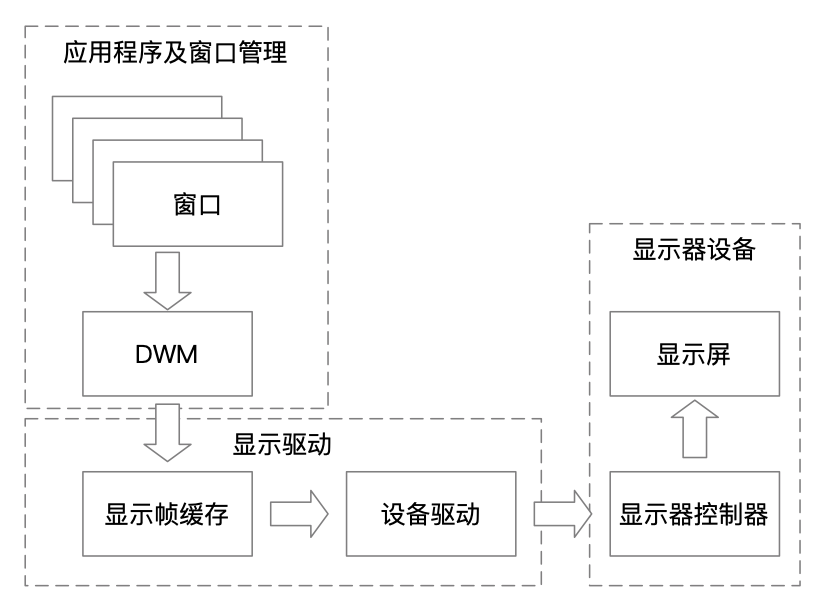 应用程序及窗口管理
窗口
DWM
显示驱动
显示帧缓存
设备驱动
显示器设备
显示屏
显示器控制器